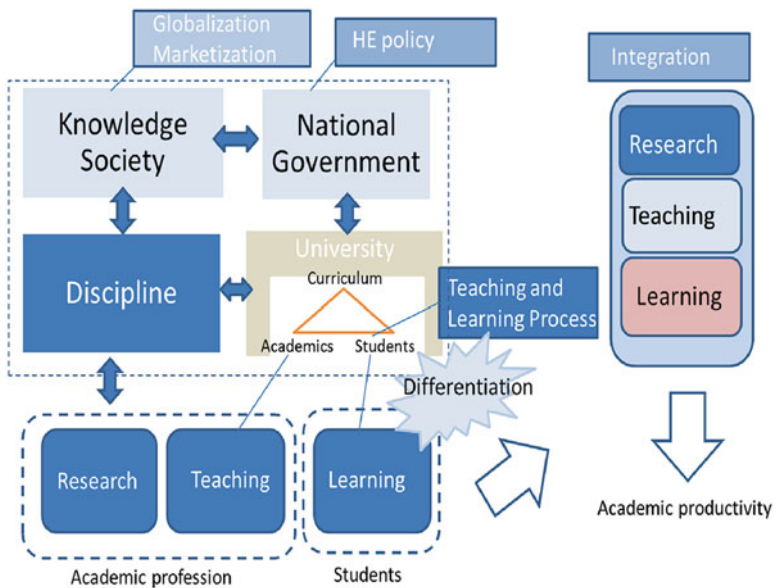 Globalization
Marketization
HE policy
Integration
Knowledge
Society
National
Government
Research
Teaching
Learning
Discipline
University
Curriculum
Academics
Students
Teaching and
Learning Process
Differentiation
Research
Teaching
Learning
Academic profession
Students
Academic productivity